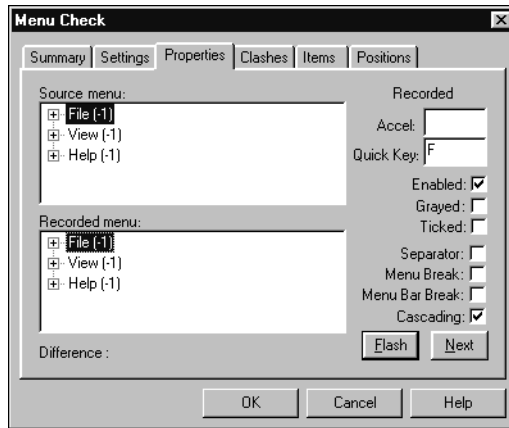 Menu Check
Summary Settings Properties Clashes Items Positions
Source menu:
File (-1)
View (-1)
Help (-1)
Recorded menu:
File (-1)
View (-1)
Help (-1)
Difference :
Recorded
Accel:
Quick Key: F
Enabled:
Grayed:
Ticked:
Separator:
Menu Break:
Menu Bar Break:
Cascading:
Flash Next
OK Cancel Help